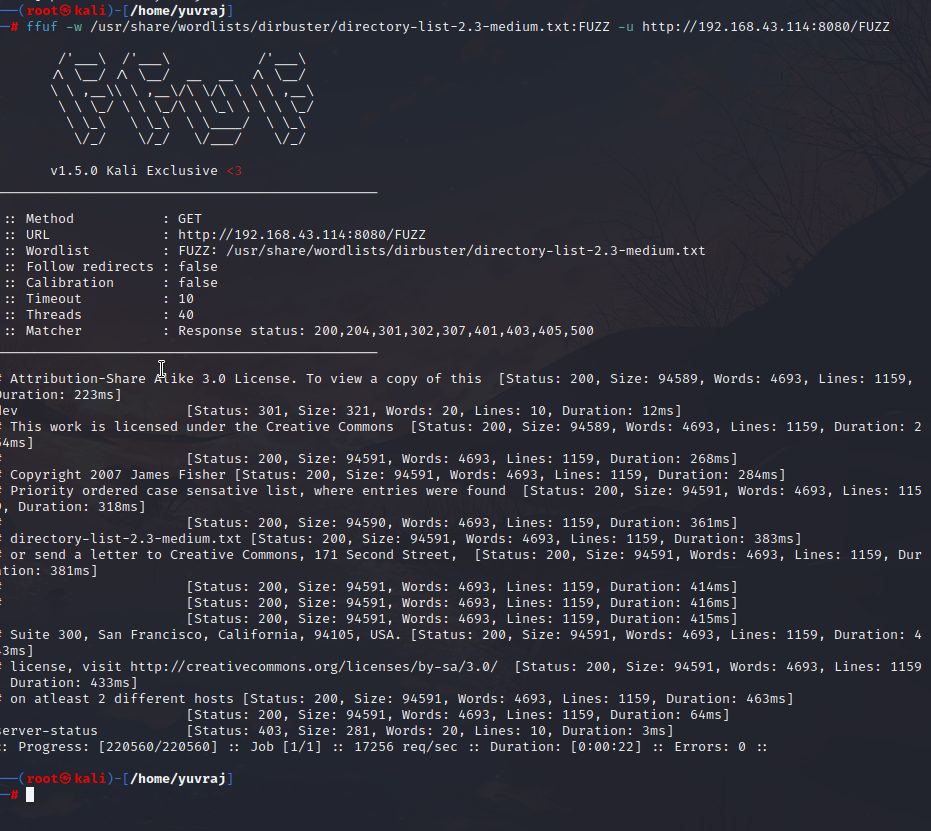 ──(root㉿kali)-[/home/yuvraj]
─# ffuf -w /usr/share/wordlists/dirbuster/directory-list-2.3-medium.txt:FUZZ -u http://192.168.43.114:8080/FUZZ
        /'___\  /'___\           /'___\
       /\ \__/ /\ \__/  __  __  /\ \__/
       \ \ ,__\\ \ ,__\/\ \/\ \ \ \ ,__\
        \ \ \_/ \ \ \_/\ \ \_\ \ \ \ \_/
         \ \_\   \ \_\  \ \____/  \ \_\
          \/_/    \/_/   \/___/    \/_/
       v1.5.0 Kali Exclusive <3
________________________________________________
:: Method           : GET
:: URL              : http://192.168.43.114:8080/FUZZ
:: Wordlist         : FUZZ: /usr/share/wordlists/dirbuster/directory-list-2.3-medium.txt
:: Follow redirects : false
:: Calibration      : false
:: Timeout          : 10
:: Threads          : 40
:: Matcher          : Response status: 200,204,301,302,307,401,403,405,500
________________________________________________
# Attribution-Share Alike 3.0 License. To view a copy of this  [Status: 200, Size: 94589, Words: 4693, Lines: 1159,
Duration: 223ms]
dev                     [Status: 301, Size: 321, Words: 20, Lines: 10, Duration: 12ms]
# This work is licensed under the Creative Commons  [Status: 200, Size: 94589, Words: 4693, Lines: 1159, Duration: 2
54ms]
#                       [Status: 200, Size: 94591, Words: 4693, Lines: 1159, Duration: 268ms]
# Copyright 2007 James Fisher [Status: 200, Size: 94591, Words: 4693, Lines: 1159, Duration: 284ms]
# Priority ordered case sensative list, where entries were found  [Status: 200, Size: 94591, Words: 4693, Lines: 115
9, Duration: 318ms]
#                       [Status: 200, Size: 94590, Words: 4693, Lines: 1159, Duration: 361ms]
# directory-list-2.3-medium.txt [Status: 200, Size: 94591, Words: 4693, Lines: 1159, Duration: 383ms]
# or send a letter to Creative Commons, 171 Second Street,  [Status: 200, Size: 94591, Words: 4693, Lines: 1159, Dur
ation: 381ms]
#                       [Status: 200, Size: 94591, Words: 4693, Lines: 1159, Duration: 414ms]
#                       [Status: 200, Size: 94591, Words: 4693, Lines: 1159, Duration: 416ms]
                        [Status: 200, Size: 94591, Words: 4693, Lines: 1159, Duration: 415ms]
# Suite 300, San Francisco, California, 94105, USA. [Status: 200, Size: 94591, Words: 4693, Lines: 1159, Duration: 4
43ms]
# license, visit http://creativecommons.org/licenses/by-sa/3.0/  [Status: 200, Size: 94591, Words: 4693, Lines: 1159
, Duration: 433ms]
# on atleast 2 different hosts [Status: 200, Size: 94591, Words: 4693, Lines: 1159, Duration: 463ms]
                        [Status: 200, Size: 94591, Words: 4693, Lines: 1159, Duration: 64ms]
server-status           [Status: 403, Size: 281, Words: 20, Lines: 10, Duration: 3ms]
:: Progress: [220560/220560] :: Job [1/1] :: 17256 req/sec :: Duration: [0:00:22] :: Errors: 0 ::
──(root㉿kali)-[/home/yuvraj]
─#